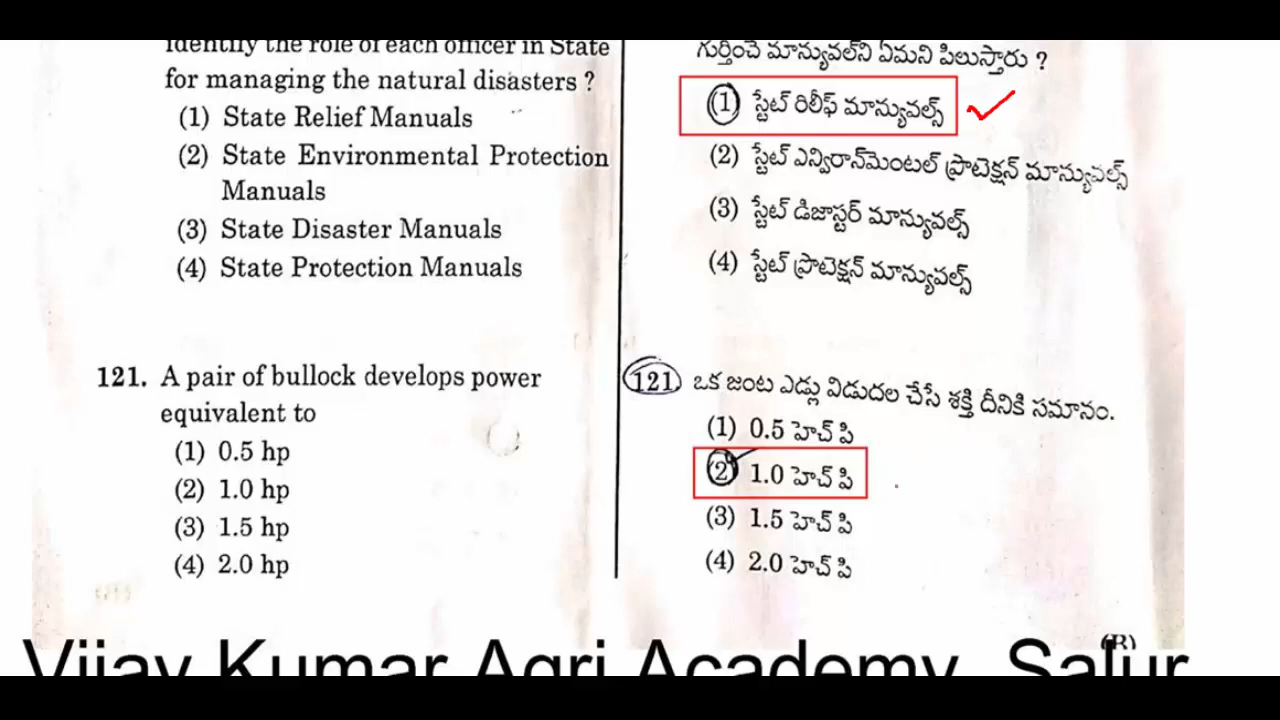 identify the role of each officer in State
for managing the natural disasters ?
(1) State Relief Manuals
(2) State Environmental Protection
Manuals
(3) State Disaster Manuals
(4) State Protection Manuals
121. A pair of bullock develops power
equivalent to
(1) 0.5 hp
(2) 1.0 hp
(3) 1.5 hp
(4) 2.0 hp
గుర్తించే మాన్యువల్‌ని ఏమని పిలుస్తారు ?
(1) స్టేట్ రిలీఫ్ మాన్యువల్స్
(2) స్టేట్ ఎన్విరాన్‌మెంటల్ ప్రొటెక్షన్ మాన్యువల్స్
(3) స్టేట్ డిజాస్టర్ మాన్యువల్స్
(4) స్టేట్ ప్రొటెక్షన్ మాన్యువల్స్
121 ఒక జంట ఎడ్లు విడుదల చేసే శక్తి దీనికి సమానం.
(1) 0.5 హెచ్ పి
(2) 1.0 హెచ్ పి
(3) 1.5 హెచ్ పి
(4) 2.0 హెచ్ పి
(B)
Vijay Kumar Agri Academy, Salur